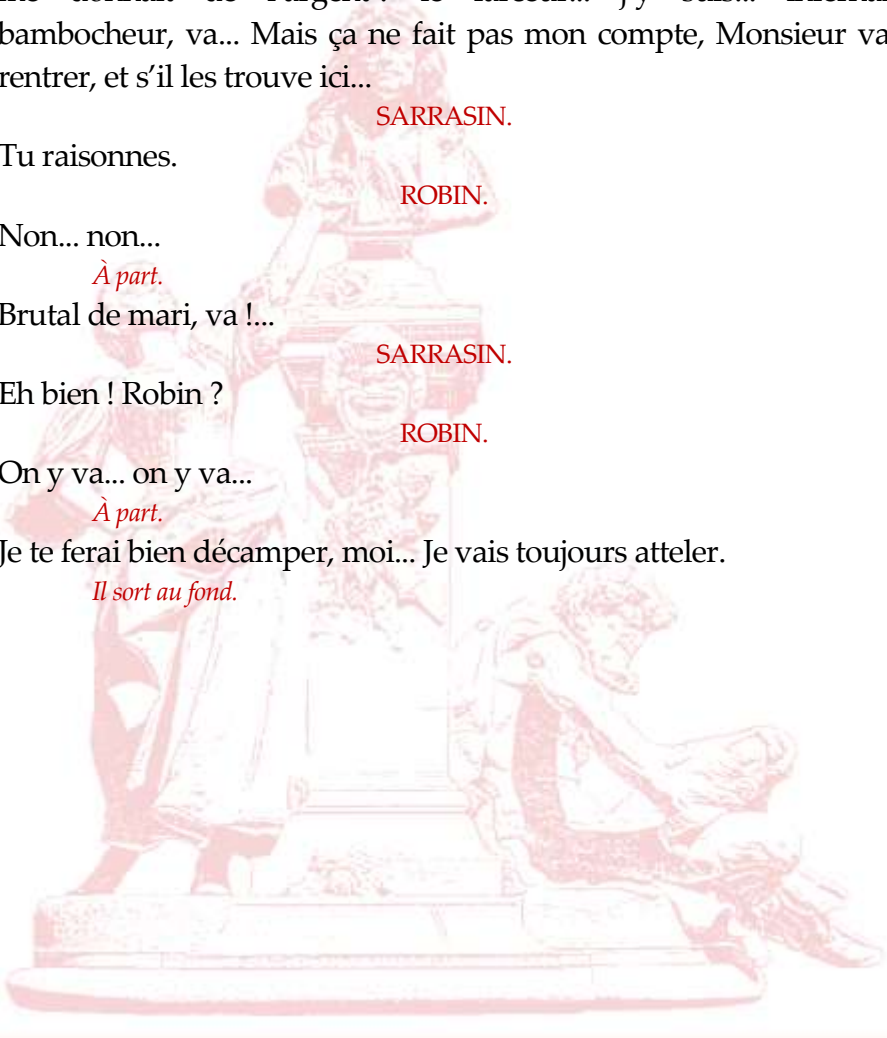 bambocheur, va... Mais ça ne fait pas mon compte, Monsieur va
rentrer, et s'il les trouve ici...
SARRASIN.
Tu raisonnes.
ROBIN.
Non... non...
À part.
Brutal de mari, va !...
SARRASIN.
Eh bien ! Robin ?
ROBIN.
On y va... on y va...
À part.
Je te ferai bien décamper, moi... Je vais toujours atteler.
Il sort au fond.